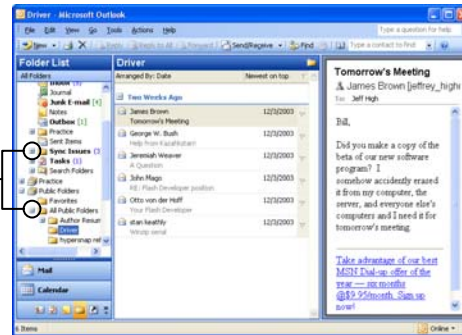 Driver - Microsoft Outlook
File Edit View Go Tools Actions Help
Type a question for help
New Reply Reply to All Forward Send/Receive Find Type a contact to find
Folder List
All Folders
Inbox
Journal
Junk E-mail
Notes
Outbox [1]
Practice
Sent Items
Sync Issues
Tasks
Search Folders
Practice
Public Folders
Favorites
All Public Folders
Author Resum
Driver
hypersnap ref
Mail
Calendar
6 Items
Driver
Arranged By: Date Newest on top
Two Weeks Ago
James Brown 12/3/2003
Tomorrow's Meeting
George W. Bush 12/3/2003
Help from Kazahkstan!
Jeremiah Weaver 12/3/2003
A Question
John Mago 12/3/2003
RE: Flash Developer position
Otto von der Hoff 12/3/2003
Your Flash Developer
stan keathly 12/3/2003
Winzip serial
Tomorrow's Meeting
James Brown [jeffrey_high
To: Jeff High
Bill,
Did you make a copy of the
beta of our new software
program? I
somehow accidently erased
it from my computer, the
server, and everyone else's
computers and I need it for
tomorrow's meeting.
Take advantage of our best
MSN Dial-up offer of the
year — six months
@$9.95/month. Sign up
now!
Online